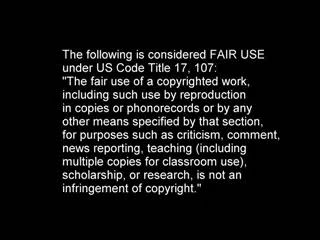 The following is considered FAIR USE
under US Code Title 17, 107:
"The fair use of a copyrighted work,
including such use by reproduction
in copies or phonorecords or by any
other means specified by that section,
for purposes such as criticism, comment,
news reporting, teaching (including
multiple copies for classroom use),
scholarship, or research, is not an
infringement of copyright."